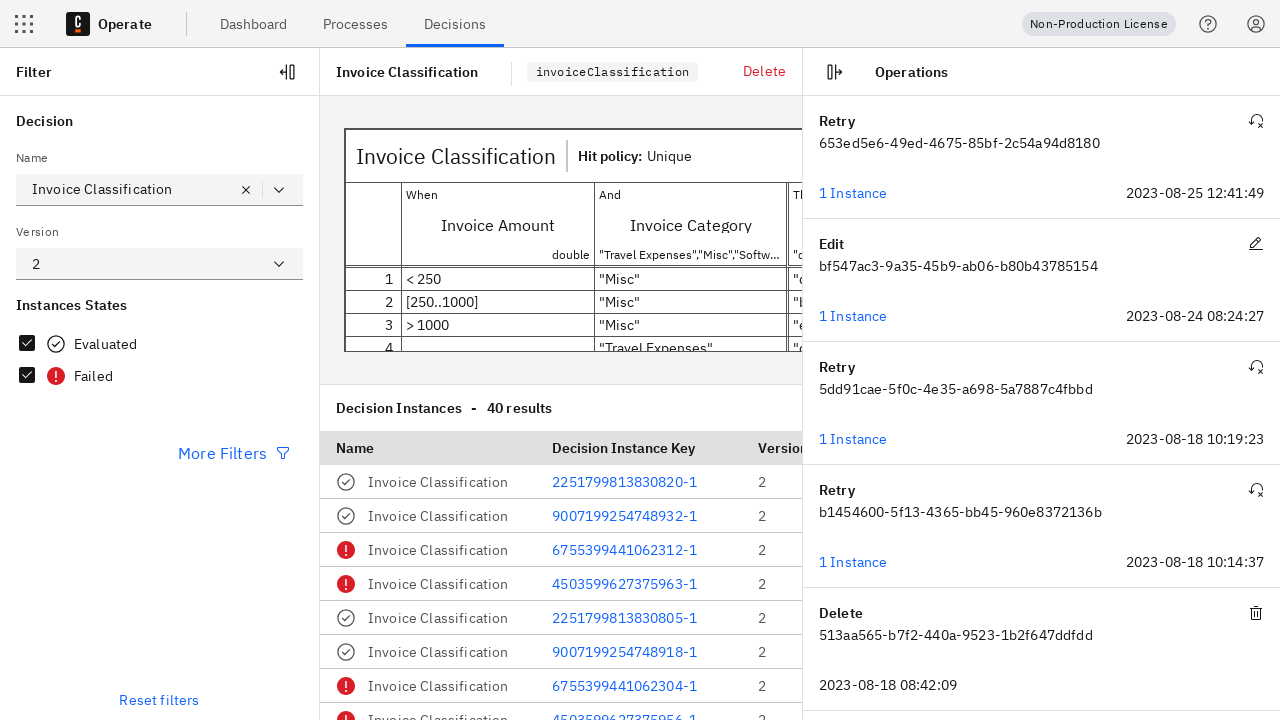 Operate
Dashboard
Processes
Decisions
Non-Production License
Filter
Decision
Name
Invoice Classification
Version
2
Instances States
Evaluated
Failed
More Filters
Reset filters
Invoice Classification
invoiceClassification
Delete
Invoice Classification
Hit policy: Unique
When
And
Invoice Amount
Invoice Category
double
"Travel Expenses","Misc","Softw...
1 < 250 "Misc"
2 [250..1000] "Misc"
3 > 1000 "Misc"
4 "Travel Expenses"
Decision Instances - 40 results
Name Decision Instance Key Version
Invoice Classification 2251799813830820-1 2
Invoice Classification 9007199254748932-1 2
Invoice Classification 6755399441062312-1 2
Invoice Classification 4503599627375963-1 2
Invoice Classification 2251799813830805-1 2
Invoice Classification 9007199254748918-1 2
Invoice Classification 6755399441062304-1 2
Invoice Classification 4503599627375956-1 2
Operations
Retry
653ed5e6-49ed-4675-85bf-2c54a94d8180
1 Instance 2023-08-25 12:41:49
Edit
bf547ac3-9a35-45b9-ab06-b80b43785154
1 Instance 2023-08-24 08:24:27
Retry
5dd91cae-5f0c-4e35-a698-5a7887c4fbbd
1 Instance 2023-08-18 10:19:23
Retry
b1454600-5f13-4365-bb45-960e8372136b
1 Instance 2023-08-18 10:14:37
Delete
513aa565-b7f2-440a-9523-1b2f647ddfdd
2023-08-18 08:42:09